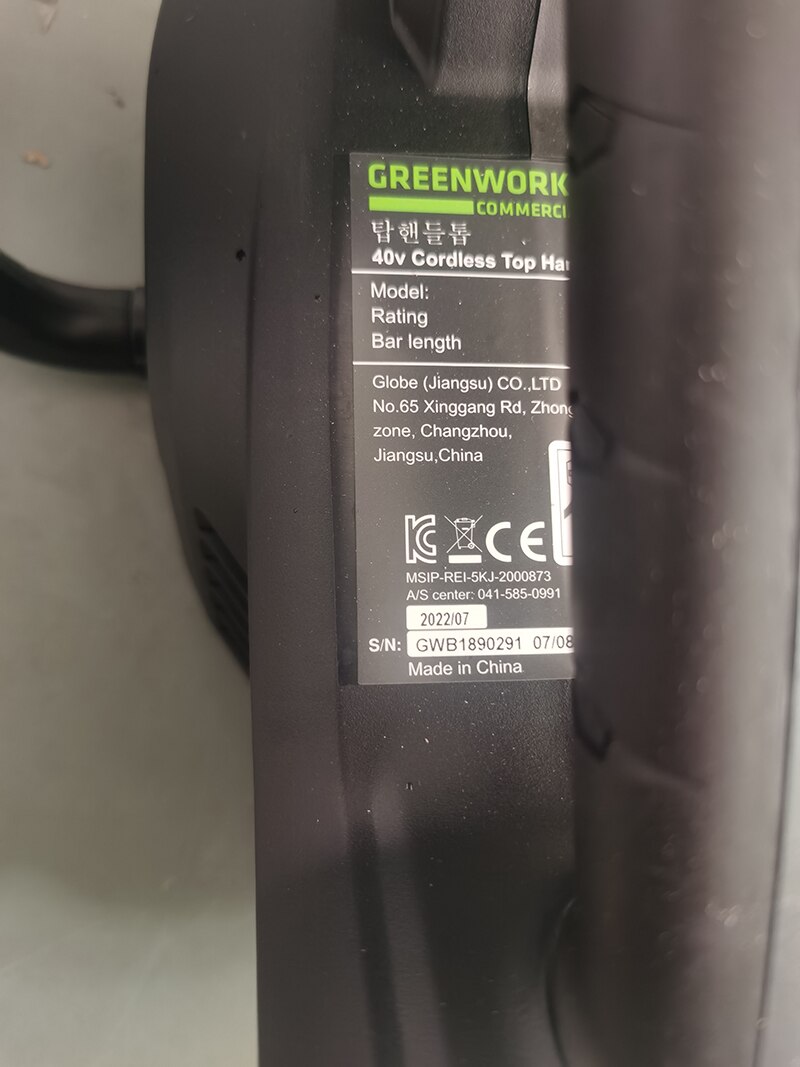 GREENWORK
COMMERCI
탑핸들톱
40v Cordless Top Ha
Model:
Rating
Bar length
Globe (Jiangsu) CO.,LTD
No.65 Xinggang Rd, Zhong
zone, Changzhou,
Jiangsu,China
CE
MSIP-REI-5KJ-2000873
A/S center: 041-585-0991
2022/07
S/N: GWB1890291 07/08
Made in China